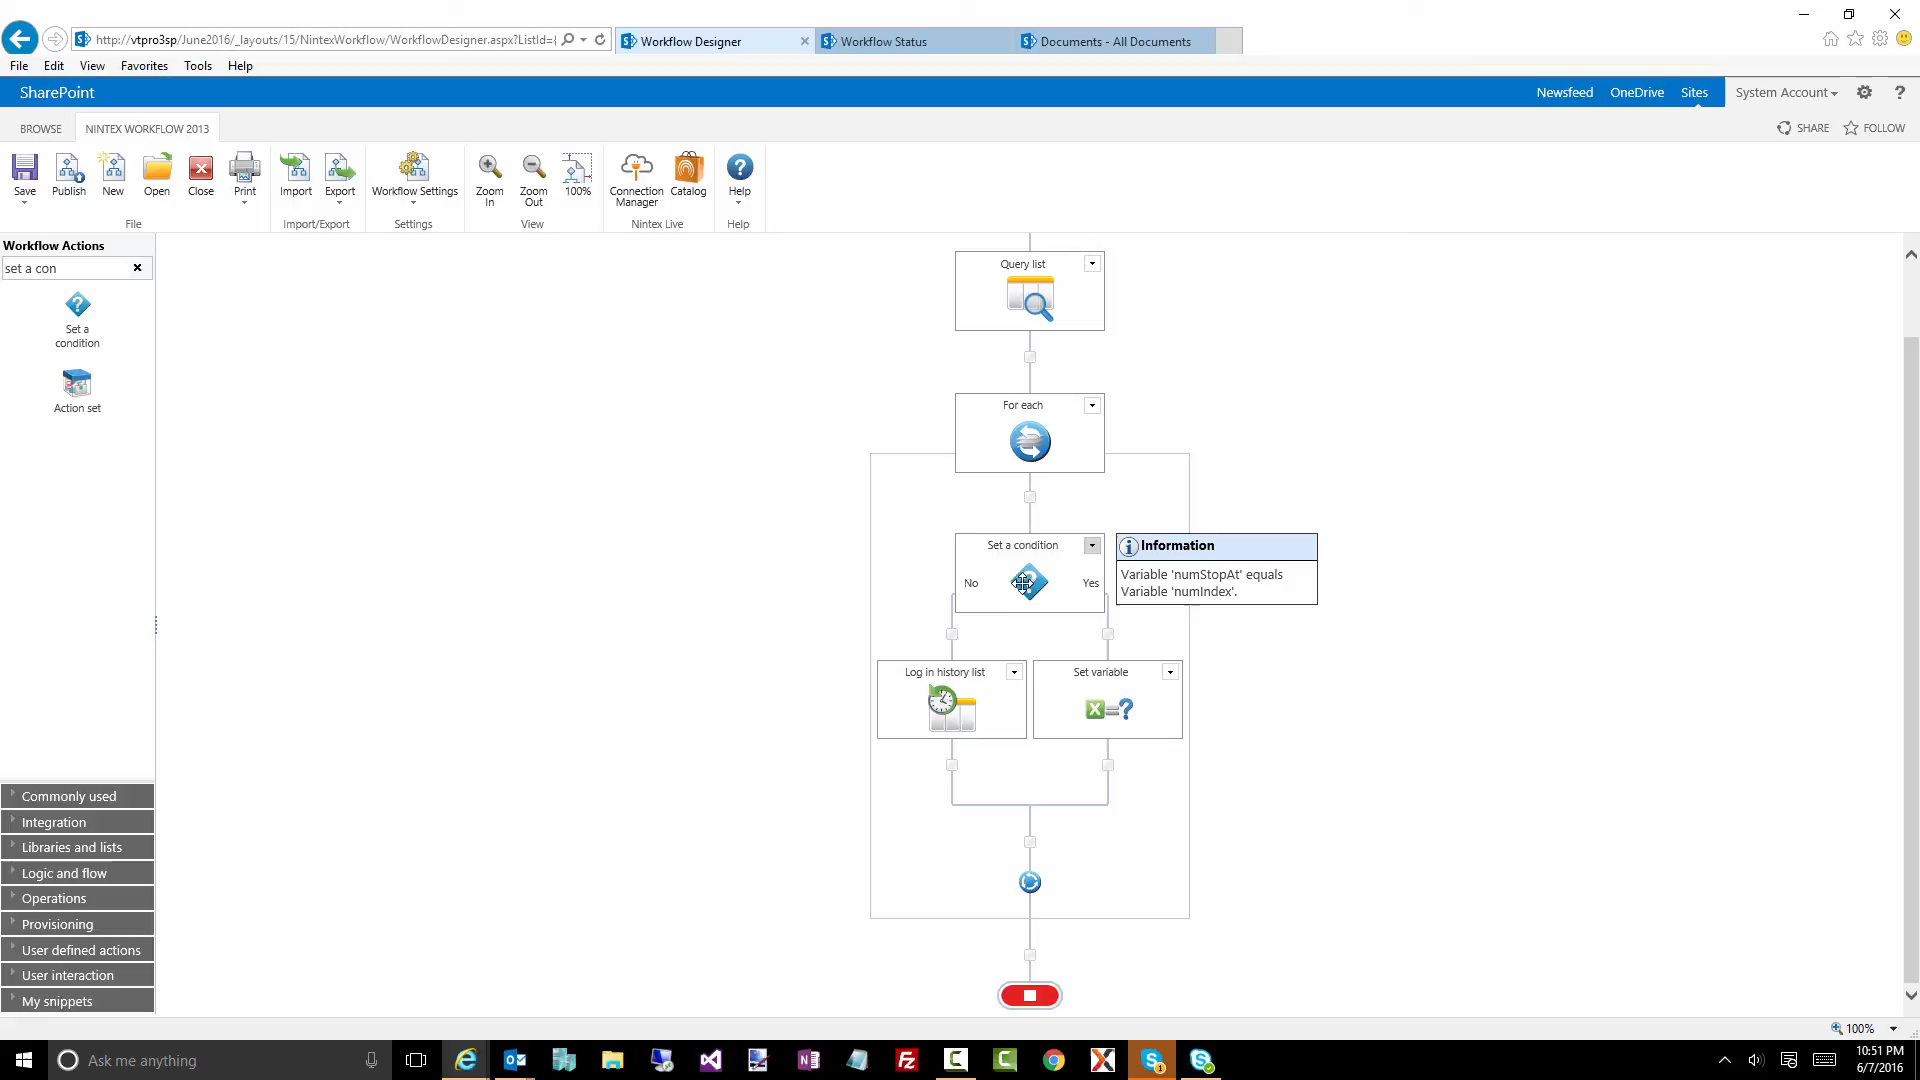 http://vtpro3sp/June2016/_layouts/15/NintexWorkflow/WorkflowDesigner.aspx?ListId={
Workflow Designer
Workflow Status
Documents - All Documents
File Edit View Favorites Tools Help
SharePoint
Newsfeed OneDrive Sites System Account ?
BROWSE NINTEX WORKFLOW 2013
SHARE FOLLOW
Save Publish New Open Close Print Import Export Workflow Settings Zoom In Zoom Out 100% Connection Manager Catalog Help
File Import/Export Settings View Nintex Live Help
Workflow Actions
set a con
Set a
condition
Action set
Query list
For each
Set a condition
No
Yes
Information
Variable 'numStopAt' equals
Variable 'numIndex'.
Log in history list
Set variable
Commonly used
Integration
Libraries and lists
Logic and flow
Operations
Provisioning
User defined actions
User interaction
My snippets
100%
Ask me anything
10:51 PM
6/7/2016